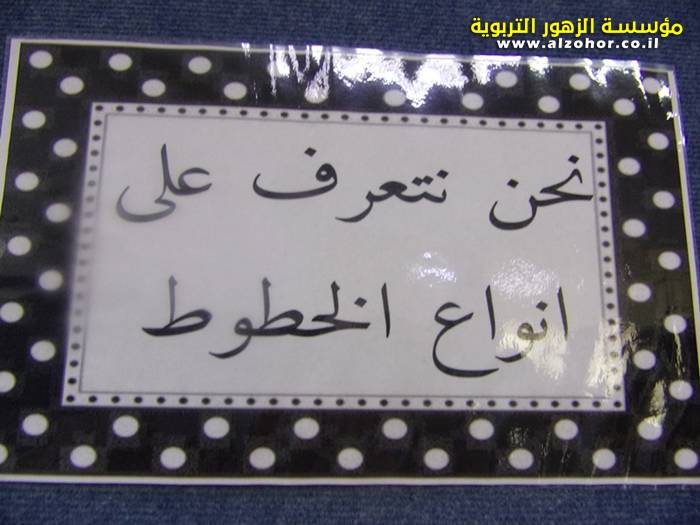 مؤسسة الزهور التربوية
www.alzohor.co.il
نحن نتعرف على
انواع الخطوط